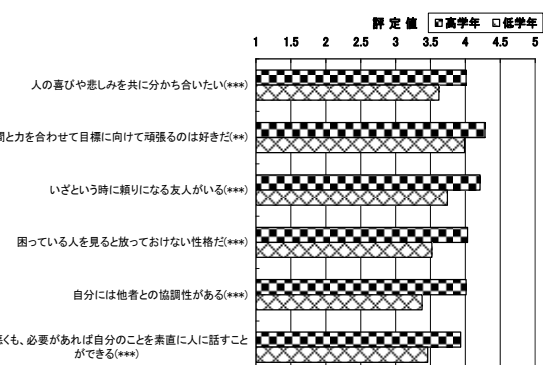 評定値 高学年 低学年
1 1.5 2 2.5 3 3.5 4 4.5 5
人の喜びや悲しみを共に分かち合いたい(***)
間と力を合わせて目標に向けて頑張るのは好きだ(**)
いざという時に頼りになる友人がいる(***)
困っている人を見ると放っておけない性格だ(***)
自分には他者との協調性がある(***)
くも、必要があれば自分のことを素直に人に話すこと
ができる(***)